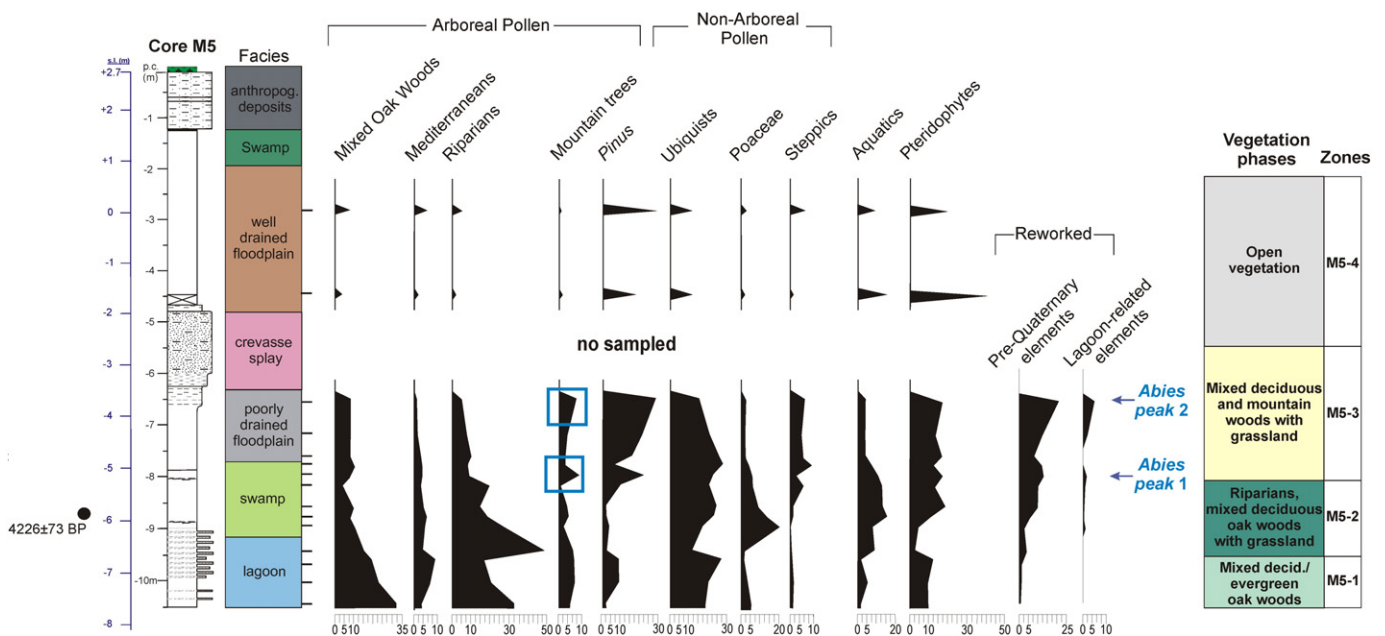 Arboreal Pollen
Non-Arboreal
Pollen
Core M5
Facies
s.l. (m)
p.c.
(m)
+2.7
+2
+1
0
-1
-2
-3
-4
-5
-6
-7
-8
-1
-2
-3
-4
-5
-6
-7
-8
-9
-10m
4226±73 BP
anthropog.
deposits
Swamp
well
drained
floodplain
crevasse
splay
poorly
drained
floodplain
swamp
lagoon
Mixed Oak Woods
Mediterraneans
Riparians
Mountain trees
Pinus
Ubiquists
Poaceae
Steppics
Aquatics
Pteridophytes
no sampled
Reworked
Pre-Quaternary
elements
Lagoon-related
elements
Abies
peak 2
Abies
peak 1
Vegetation
phases
Zones
Open
vegetation
M5-4
Mixed deciduous
and mountain
woods with
grassland
M5-3
Riparians,
mixed deciduous
oak woods
with grassland
M5-2
Mixed decid./
evergreen
oak woods
M5-1
0 5 10 35
0 5 10
0 10 30 50
0 5 10
0 5 10 30
0 10 30
0 5 20
0 5 10
0 5 20
0 10 50
0 5 25
0 5 10